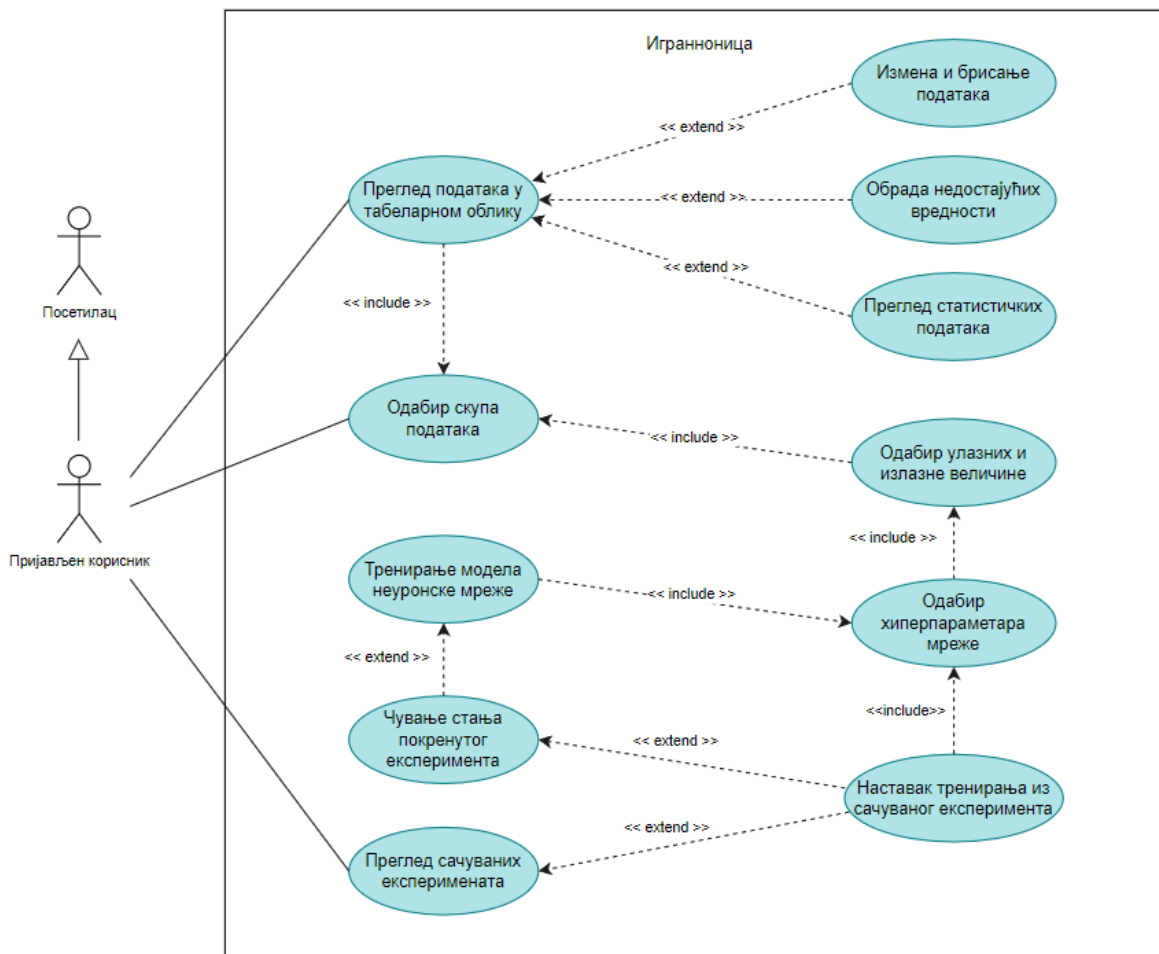 Игранноница
Измена и брисање
података
<< extend >>
Преглед података у
табеларном облику
Обрада недостајућих
вредности
<< extend >>
<< extend >>
Преглед статистичких
података
<< include >>
Посетилац
Одабир скупа
података
<< include >>
Одабир улазних и
излазне величине
<< include >>
Пријављен корисник
Тренирање модела
неуронске мреже
<< include >>
Одабир
хиперпараметара
мреже
<< extend >>
<<include>>
Чување стања
покренутог
експеримента
<< extend >>
Наставак тренирања из
сачуваног експеримента
<< extend >>
Преглед сачуваних
експеримената